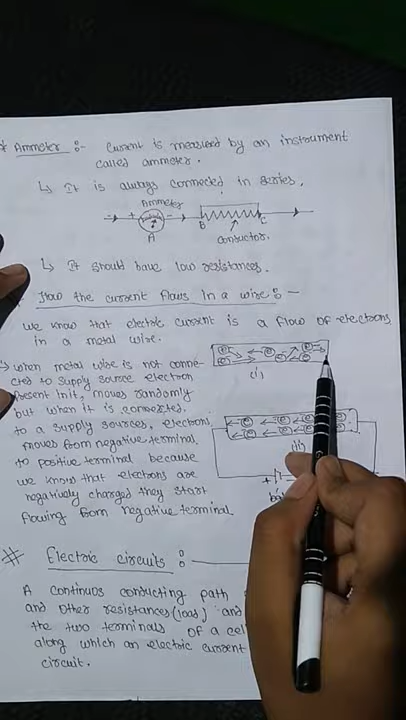 * Ammeter :- Current is measured by an instrument
called ammeter.
↳ It is always connected in series.
Ammeter
+ -
A B C
conductor.
↳ It should have low resistances.
How the current flows in a wire :-
we know that electric current is a flow of electrons
in a metal wire.
(i)
→ when metal wire is not conne-
cted to supply source electron
present in it, moves randomly
but when it is connected.
to a supply sources, electrons
moves from negative terminal.
to positive terminal because
we know that electrons are
negatively charged they start
flowing from negative terminal.
(ii)
+
# Electric circuits :-
A continuos conducting path
and other resistances (load) and
the two terminals of a cell
along which an electric current
circuit.